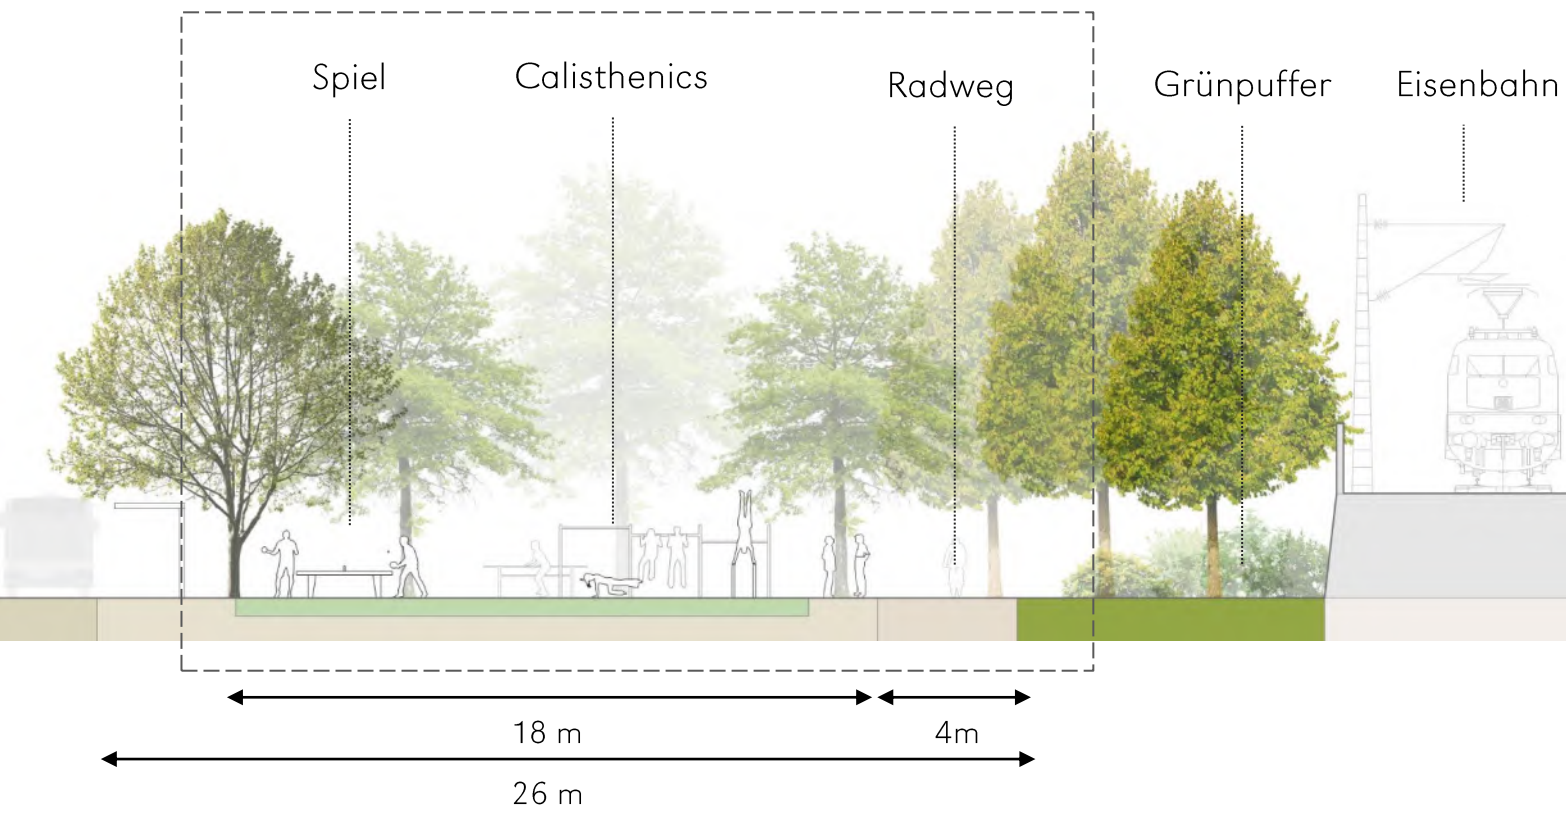 Spiel
Calisthenics
Radweg
Grünpuffer
Eisenbahn
18 m
4m
26 m